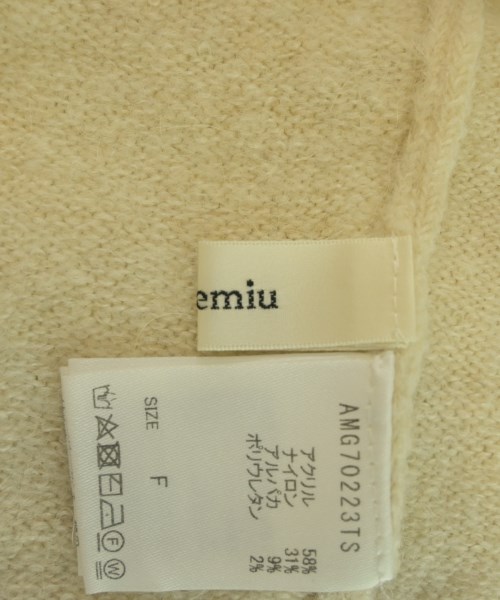 emiu
AMG70223TS
アクリル 58%
ナイロン 31%
アルパカ 9%
ポリウレタン 2%
SIZE F
F W